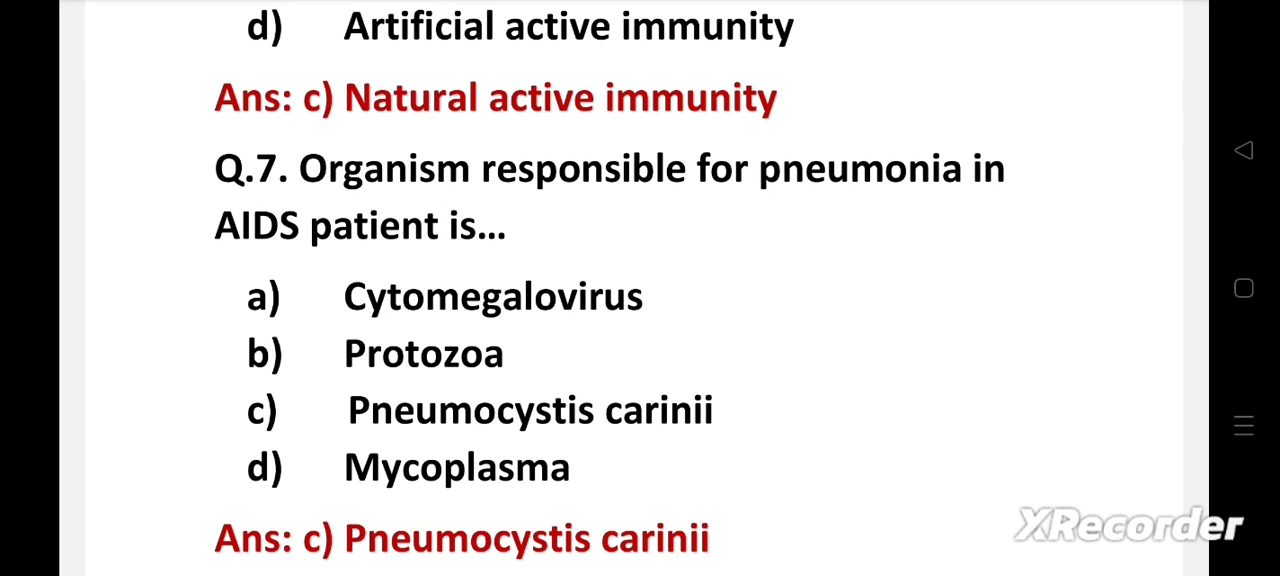 d) Artificial active immunity
Ans: c) Natural active immunity
Q.7. Organism responsible for pneumonia in
AIDS patient is...
a) Cytomegalovirus
b) Protozoa
c) Pneumocystis carinii
d) Mycoplasma
XRecorder
Ans: c) Pneumocystis carinii